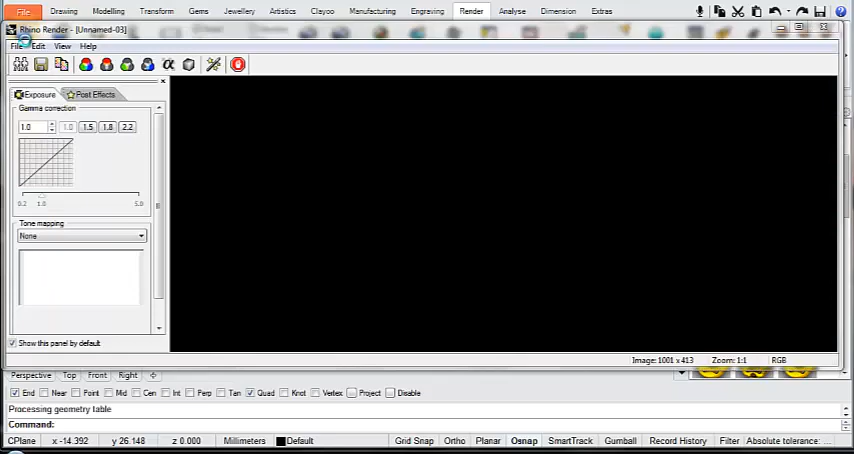 File Drawing Modelling Transform Gems Jewellery Artistics Clayoo Manufacturing Engraving Render Analyse Dimension Extras
Rhino Render - [Unnamed-03]
File Edit View Help
Exposure Post Effects
Gamma correction
1.0 1.0 1.5 1.8 2.2
0.2 1.0 5.0
Tone mapping
None
Show this panel by default
Image: 1001 x 413 Zoom: 1:1 RGB
Perspective Top Front Right
End Near Point Mid Cen Int Perp Tan Quad Knot Vertex Project Disable
Processing geometry table
Command:
CPlane x -14.392 y 26.148 z 0.000 Millimeters Default Grid Snap Ortho Planar Osnap SmartTrack Gumball Record History Filter Absolute tolerance: ...